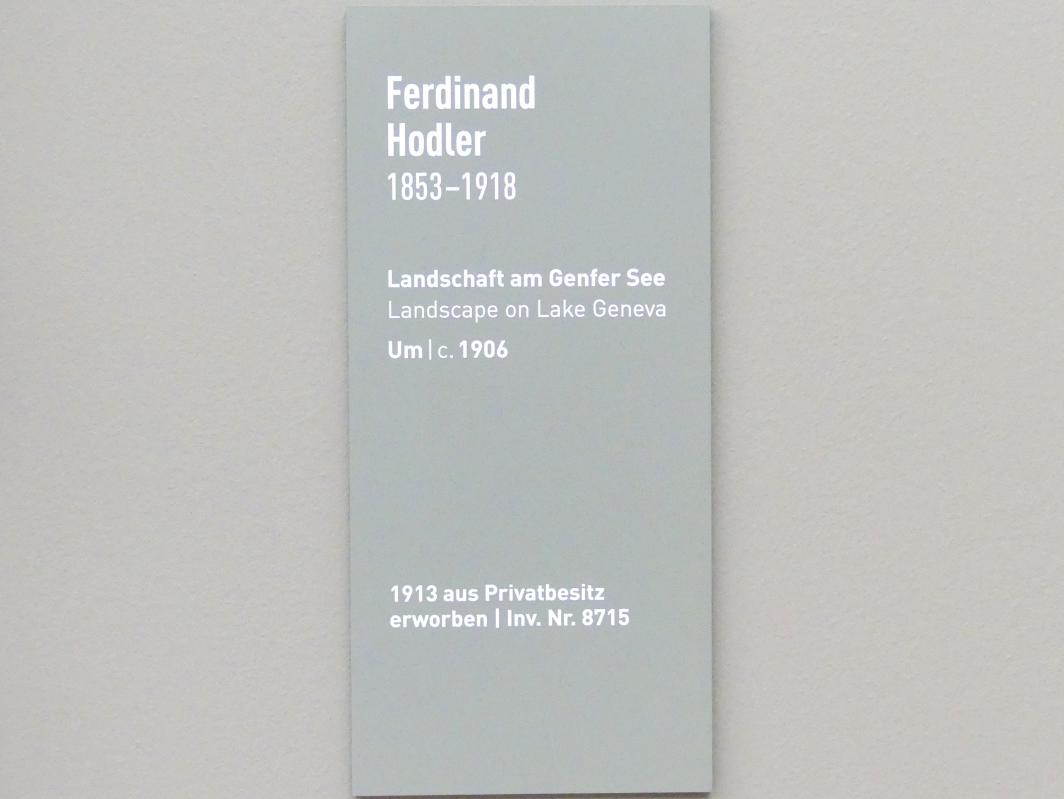 Ferdinand
Hodler
1853–1918
Landschaft am Genfer See
Landscape on Lake Geneva
Um | c. 1906
1913 aus Privatbesitz
erworben | Inv. Nr. 8715